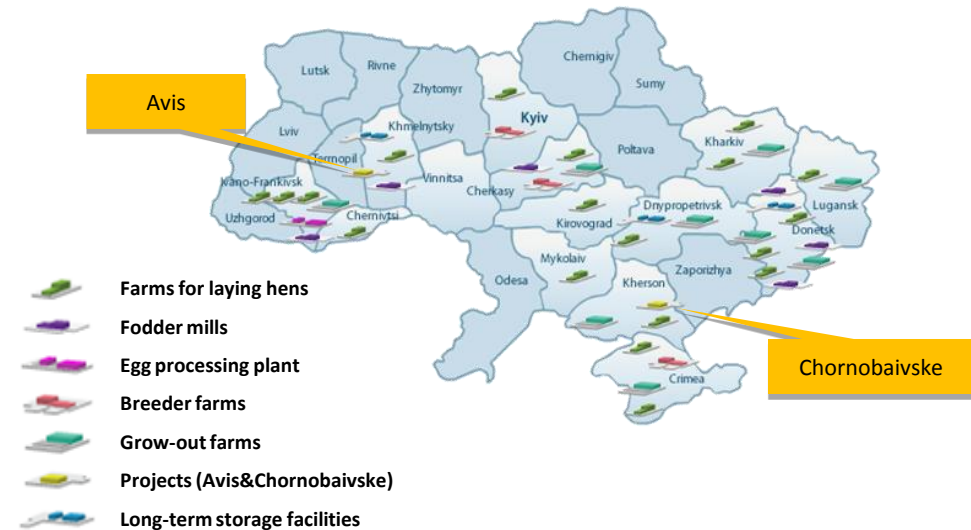 Chernigiv
Lutsk
Rivne
Sumy
Zhytomyr
Avis
Kyiv
Khmelnytsky
Lviv
Kharkiv
Ternopil
Poltava
Vinnitsa
Ivano-Frankivsk
Cherkasy
Lugansk
Dnypropetrivsk
Uzhgorod
Chernivtsi
Kirovograd
Donetsk
Mykolaiv
Zaporizhya
Odesa
Kherson
Farms for laying hens
Fodder mills
Egg processing plant
Chornobaivske
Crimea
Breeder farms
Grow-out farms
Projects (Avis&Chornobaivske)
Long-term storage facilities